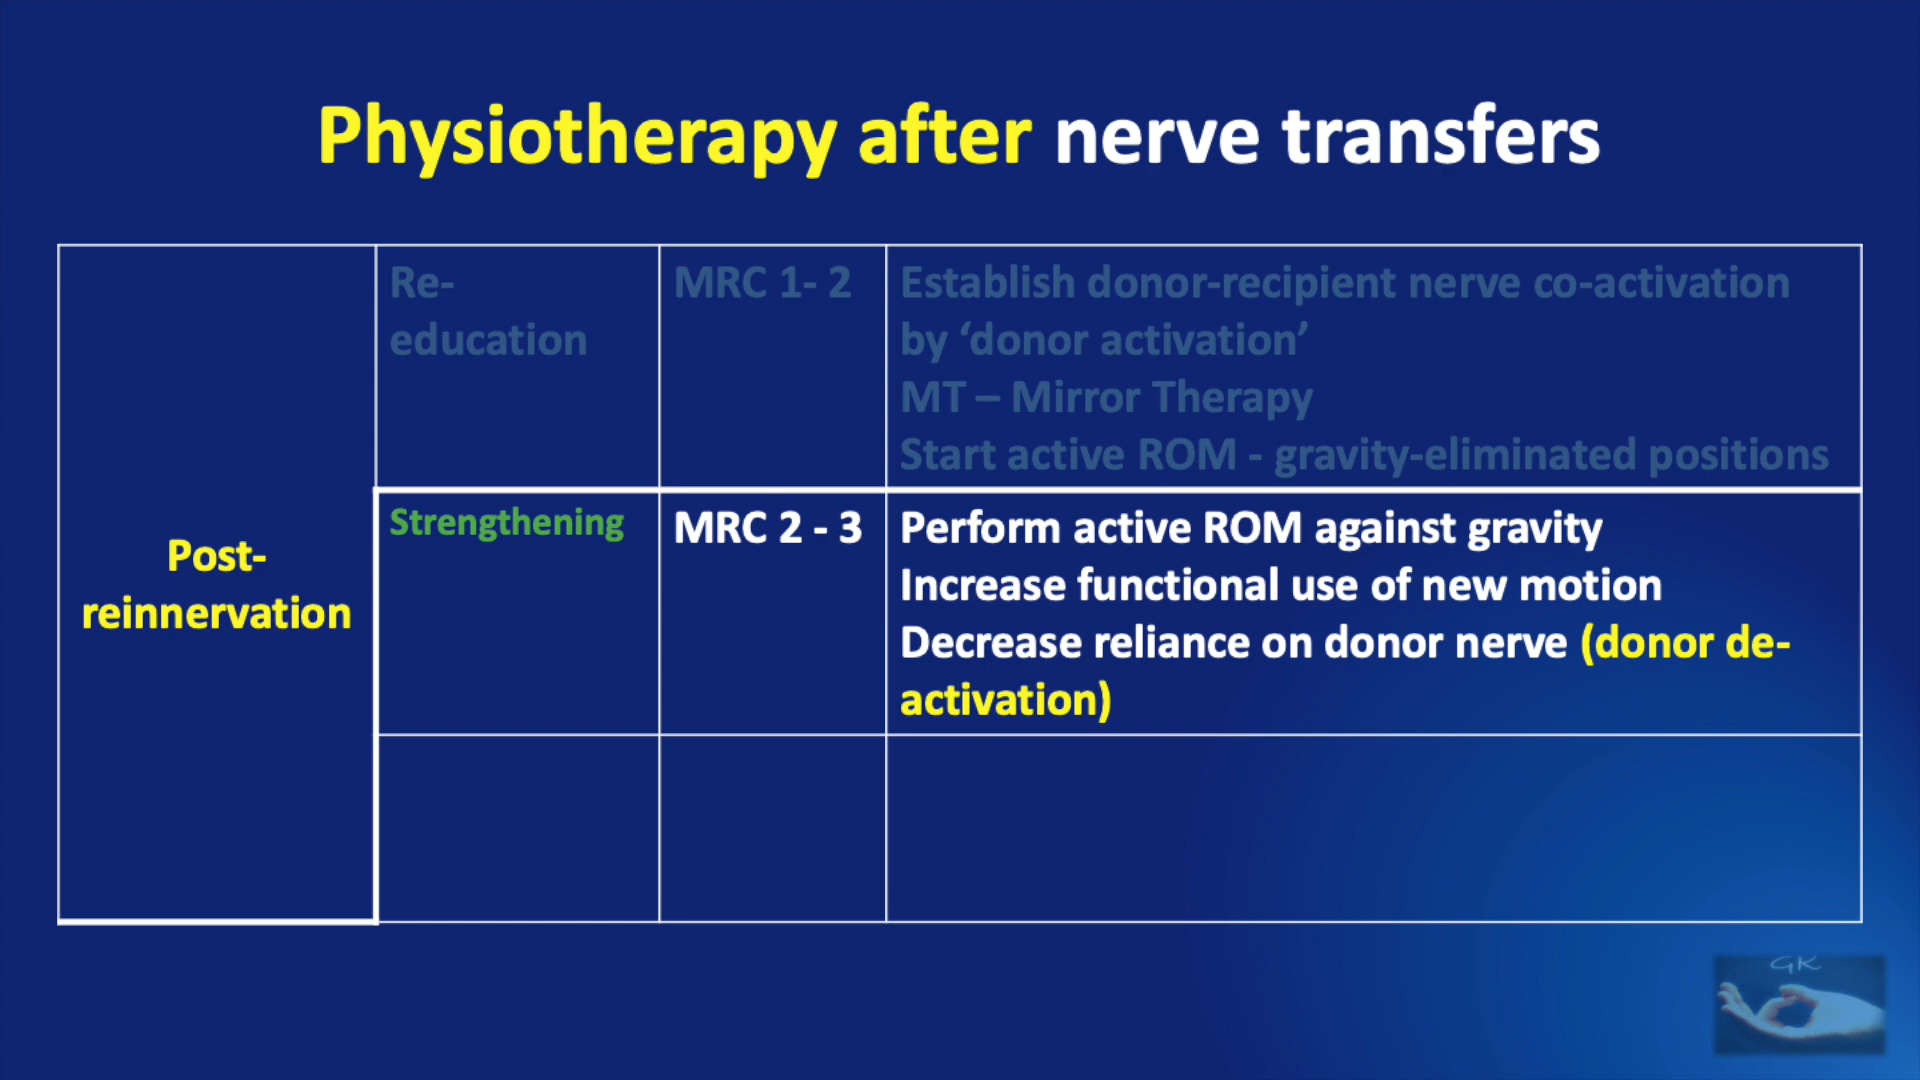 Physiotherapy after nerve transfers
Post-
reinnervation
Re-
education
MRC 1- 2
Establish donor-recipient nerve co-activation
by ‘donor activation’
MT – Mirror Therapy
Start active ROM - gravity-eliminated positions
Strengthening
MRC 2 - 3
Perform active ROM against gravity
Increase functional use of new motion
Decrease reliance on donor nerve (donor de-
activation)
GK